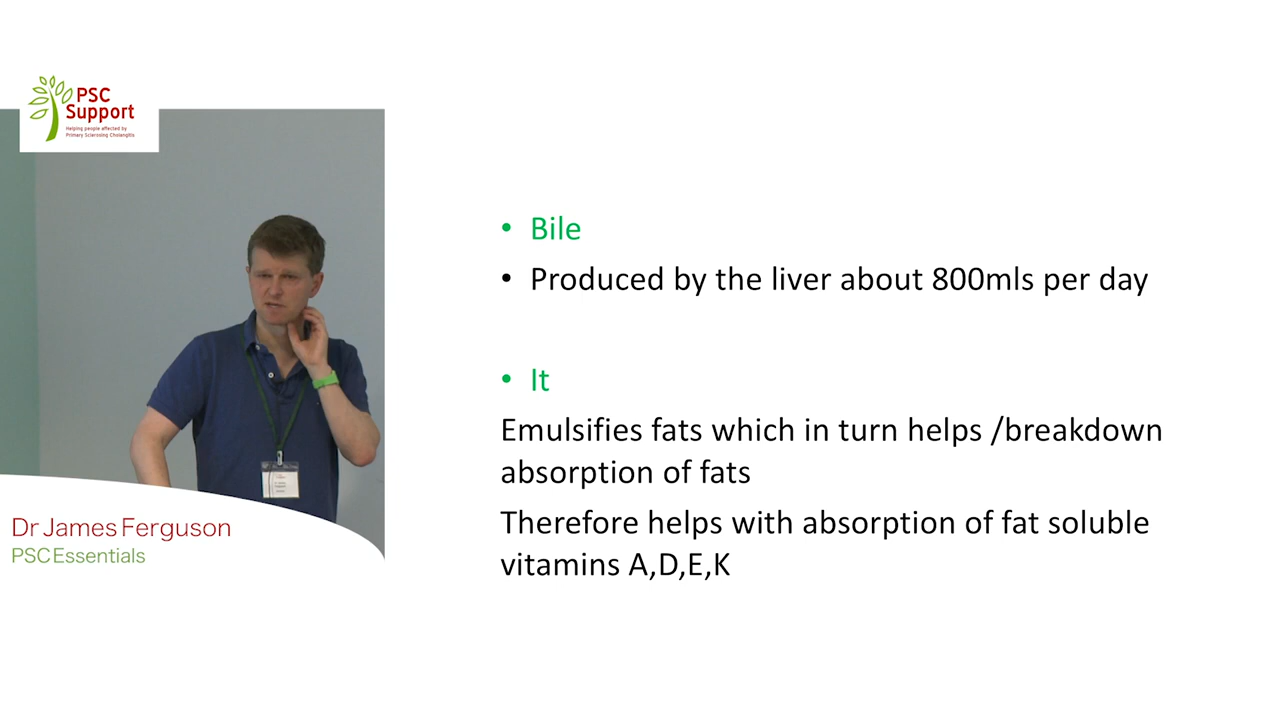 PSC
Support
Helping people affected by
Primary Sclerosing Cholangitis
• Bile
• Produced by the liver about 800mls per day
• It
Emulsifies fats which in turn helps /breakdown
absorption of fats
Therefore helps with absorption of fat soluble
vitamins A,D,E,K
Dr James Ferguson
PSC Essentials